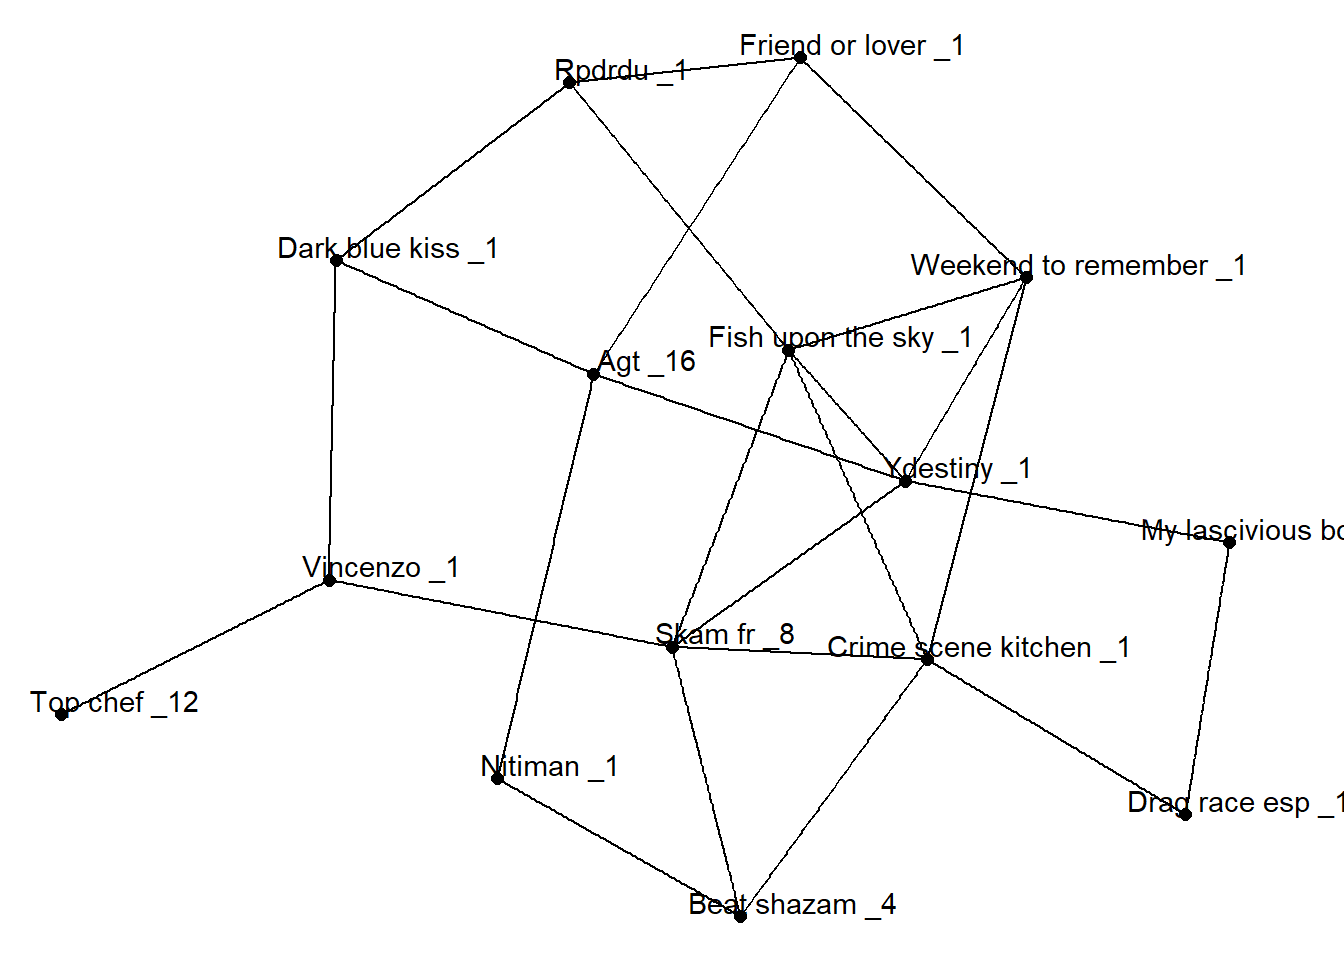 Friend or lover _1
Rpdrdu _1
Dark blue kiss _1
Weekend to remember _1
Fish upon the sky _1
Agt _16
Ydestiny _1
My lascivious bo
Vincenzo _1
Skam fr _8
Crime scene kitchen _1
Top chef _12
Nitiman _1
Drag race esp _1
Beat shazam _4